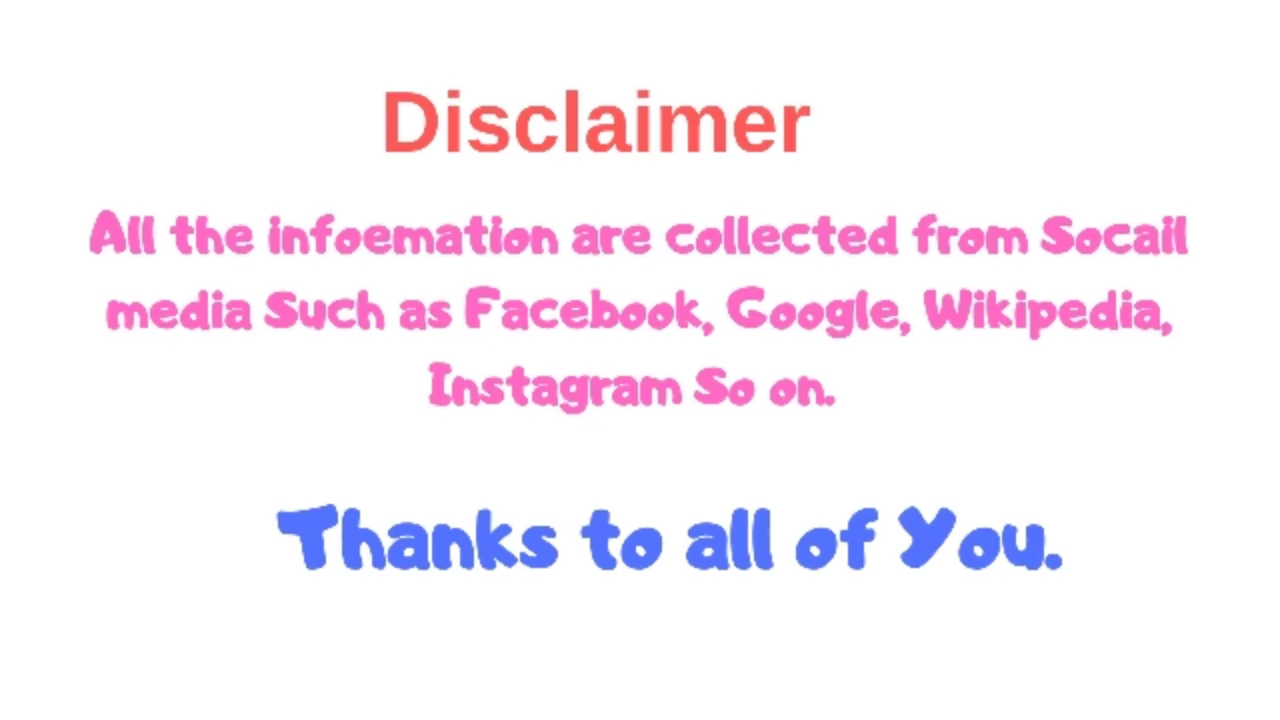 Disclaimer
All the infoemation are collected from Socail
media Such as Facebook, Google, Wikipedia,
Instagram So on.
Thanks to all of You.